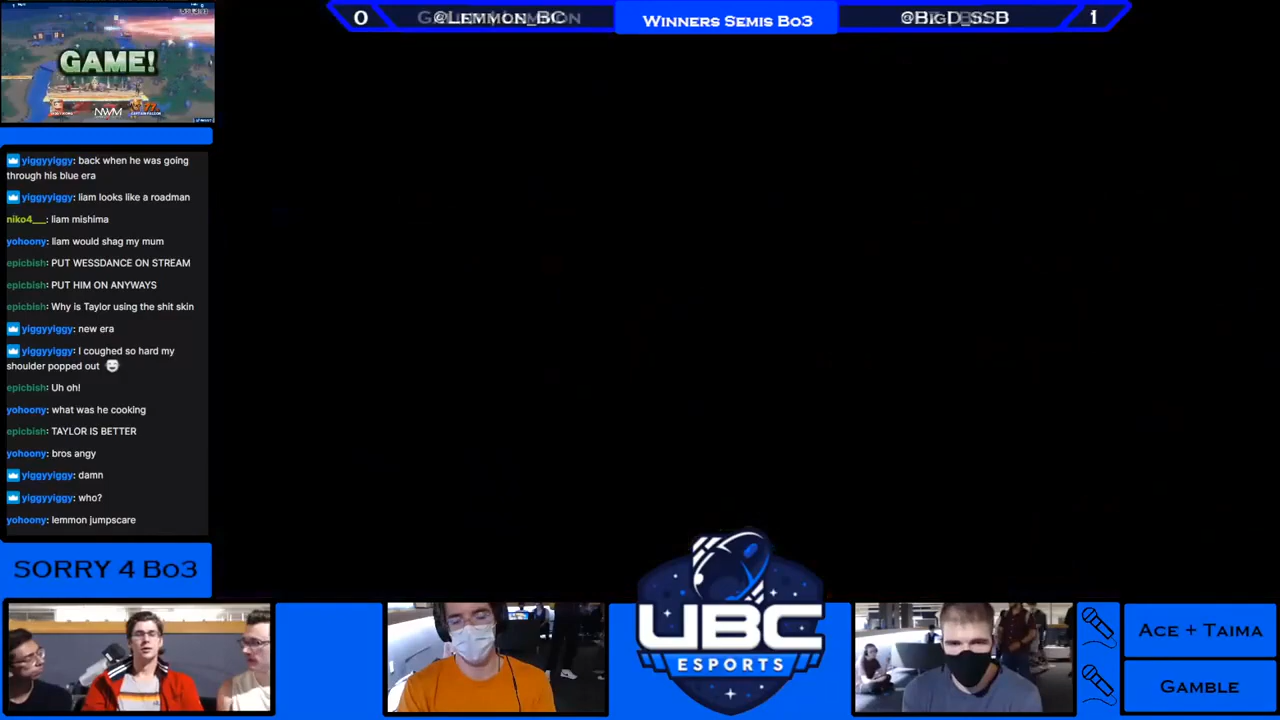 0
@Lemmon_BC
Winners Semis Bo3
@BigD_SSB
1
GAME!
NWM
yiggyyiggy: back when he was going
through his blue era
yiggyyiggy: liam looks like a roadman
niko4___: liam mishima
yohoony: liam would shag my mum
epicbish: PUT WESSDANCE ON STREAM
epicbish: PUT HIM ON ANYWAYS
epicbish: Why is Taylor using the shit skin
yiggyyiggy: new era
yiggyyiggy: I coughed so hard my
shoulder popped out
epicbish: Uh oh!
yohoony: what was he cooking
epicbish: TAYLOR IS BETTER
yohoony: bros angy
yiggyyiggy: damn
yiggyyiggy: who?
yohoony: lemmon jumpscare
SORRY 4 Bo3
UBC
ESPORTS
Ace + Taima
Gamble